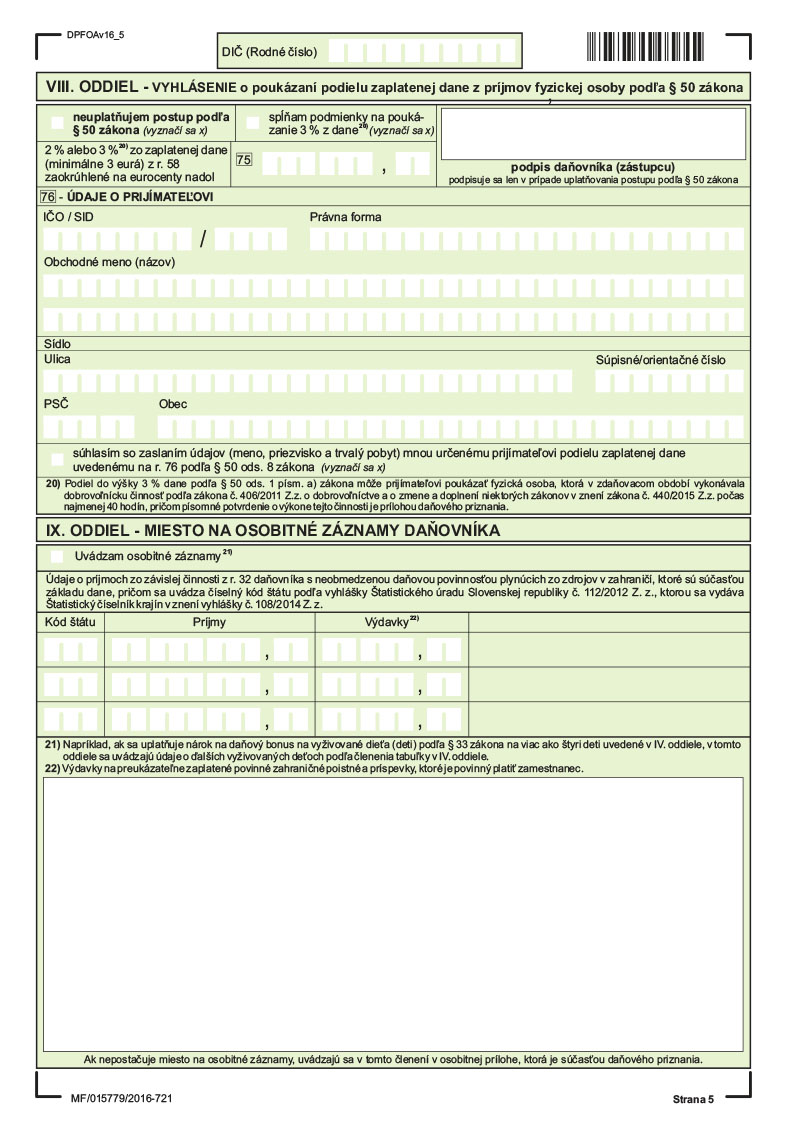 DPFOAv16_5
DIČ (Rodné číslo)
VIII. ODDIEL - VYHLÁSENIE o poukázaní podielu zaplatenej dane z príjmov fyzickej osoby podľa § 50 zákona
neuplatňujem postup podľa
§ 50 zákona (vyznačí sa x)
spĺňam podmienky na pouká-
zanie 3 % z dane20) (vyznačí sa x)
2 % alebo 3 %20) zo zaplatenej dane
(minimálne 3 eurá) z r. 58
zaokrúhlené na eurocenty nadol
75
,
podpis daňovníka (zástupcu)
podpisuje sa len v prípade uplatňovania postupu podľa § 50 zákona
76 - ÚDAJE O PRIJÍMATEĽOVI
IČO / SID
Právna forma
/
Obchodné meno (názov)
Sídlo
Ulica
Súpisné/orientačné číslo
PSČ
Obec
súhlasím so zaslaním údajov (meno, priezvisko a trvalý pobyt) mnou určenému prijímateľovi podielu zaplatenej dane
uvedenému na r. 76 podľa § 50 ods. 8 zákona (vyznačí sa x)
20) Podiel do výšky 3 % dane podľa § 50 ods. 1 písm. a) zákona môže prijímateľovi poukázať fyzická osoba, ktorá v zdaňovacom období vykonávala
dobrovoľnícku činnosť podľa zákona č. 406/2011 Z.z. o dobrovoľníctve a o zmene a doplnení niektorých zákonov v znení zákona č. 440/2015 Z.z. počas
najmenej 40 hodín, pričom písomné potvrdenie o výkone tejto činnosti je prílohou daňového priznania.
IX. ODDIEL - MIESTO NA OSOBITNÉ ZÁZNAMY DAŇOVNÍKA
Uvádzam osobitné záznamy21)
Údaje o príjmoch zo závislej činnosti z r. 32 daňovníka s neobmedzenou daňovou povinnosťou plynúcich zo zdrojov v zahraničí, ktoré sú súčasťou
základu dane, pričom sa uvádza číselný kód štátu podľa vyhlášky Štatistického úradu Slovenskej republiky č. 112/2012 Z. z., ktorou sa vydáva
Štatistický číselník krajín v znení vyhlášky č. 108/2014 Z. z.
Kód štátu
Príjmy
Výdavky22)
, ,
, ,
, ,
21) Napríklad, ak sa uplatňuje nárok na daňový bonus na vyživované dieťa (deti) podľa § 33 zákona na viac ako štyri deti uvedené v IV. oddiele, v tomto
oddiele sa uvádzajú údaje o ďalších vyživovaných deťoch podľa členenia tabuľky v IV. oddiele.
22) Výdavky na preukázateľne zaplatené povinné zahraničné poistné a príspevky, ktoré je povinný platiť zamestnanec.
Ak nepostačuje miesto na osobitné záznamy, uvádzajú sa v tomto členení v osobitnej prílohe, ktorá je súčasťou daňového priznania.
MF/015779/2016-721
Strana 5